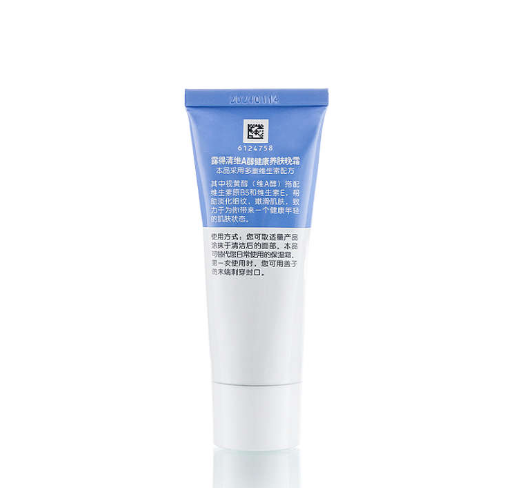 6124758
露得清维A醇健康养肤晚霜
本品采用多重维生素配方
其中视黄醇（维A醇）搭配
维生素原B5和维生素E，帮
助淡化细纹，嫩滑肌肤，致
力于为你带来一个健康年轻
的肌肤状态。
使用方式：您可取适量产品
涂抹于清洁后的面部。本品
可替代您日常使用的保湿霜。
第一次使用时，您可用盖子
的末端刺穿封口。